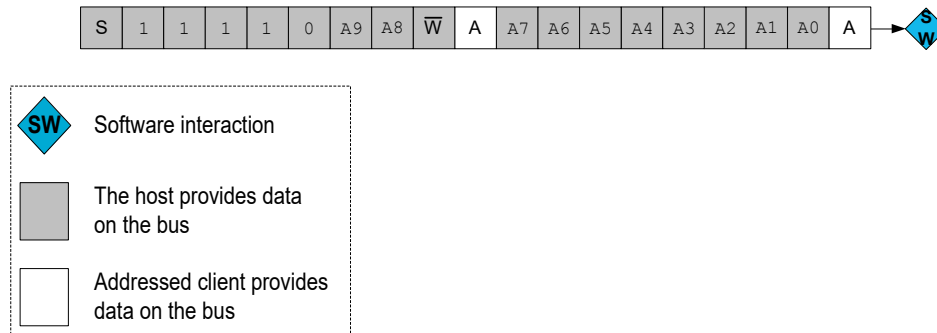 S 1 1 1 1 0 A9 A8 W̅ A A7 A6 A5 A4 A3 A2 A1 A0 A S W
SW Software interaction
The host provides data
on the bus
Addressed client provides
data on the bus